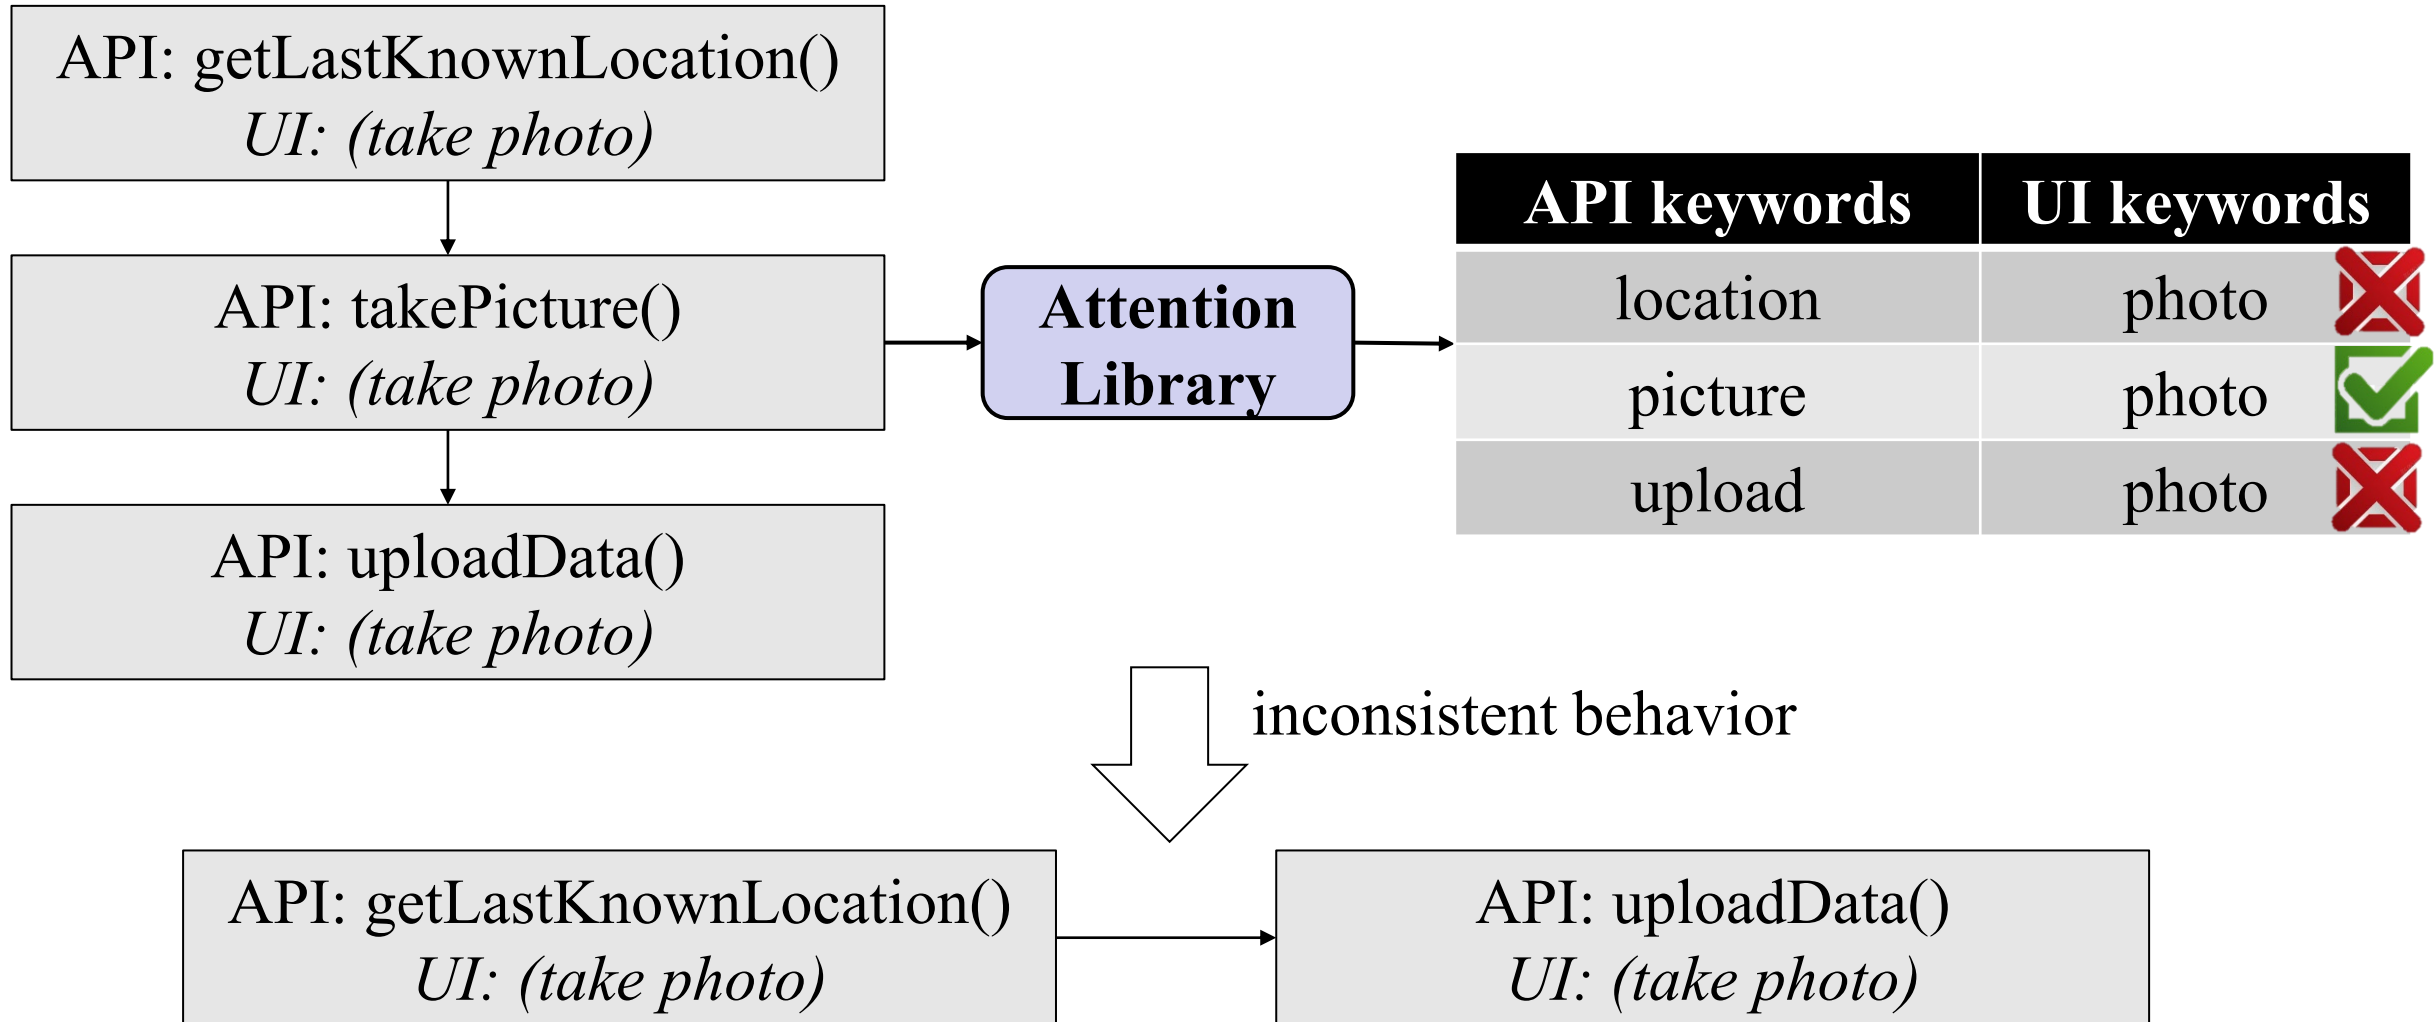 API: getLastKnownLocation()
UI: (take photo)
API: takePicture()
UI: (take photo)
API: uploadData()
UI: (take photo)
Attention
Library
API keywords UI keywords
location photo
picture photo
upload photo
inconsistent behavior
API: getLastKnownLocation()
UI: (take photo)
API: uploadData()
UI: (take photo)